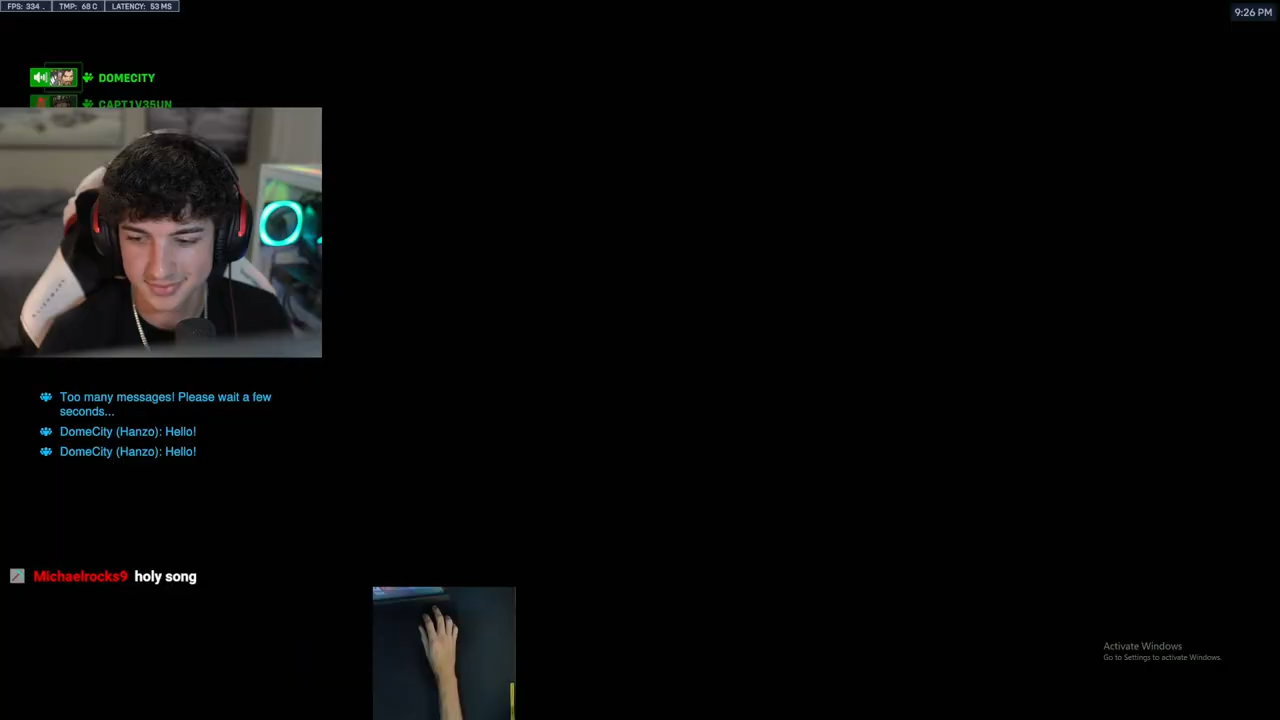 FPS: 334 . TMP: 68 C LATENCY: 53 MS
9:26 PM
DOMECITY
CAPT1V35UN
Too many messages! Please wait a few
seconds...
DomeCity (Hanzo): Hello!
DomeCity (Hanzo): Hello!
Michaelrocks9 holy song
Activate Windows
Go to Settings to activate Windows.